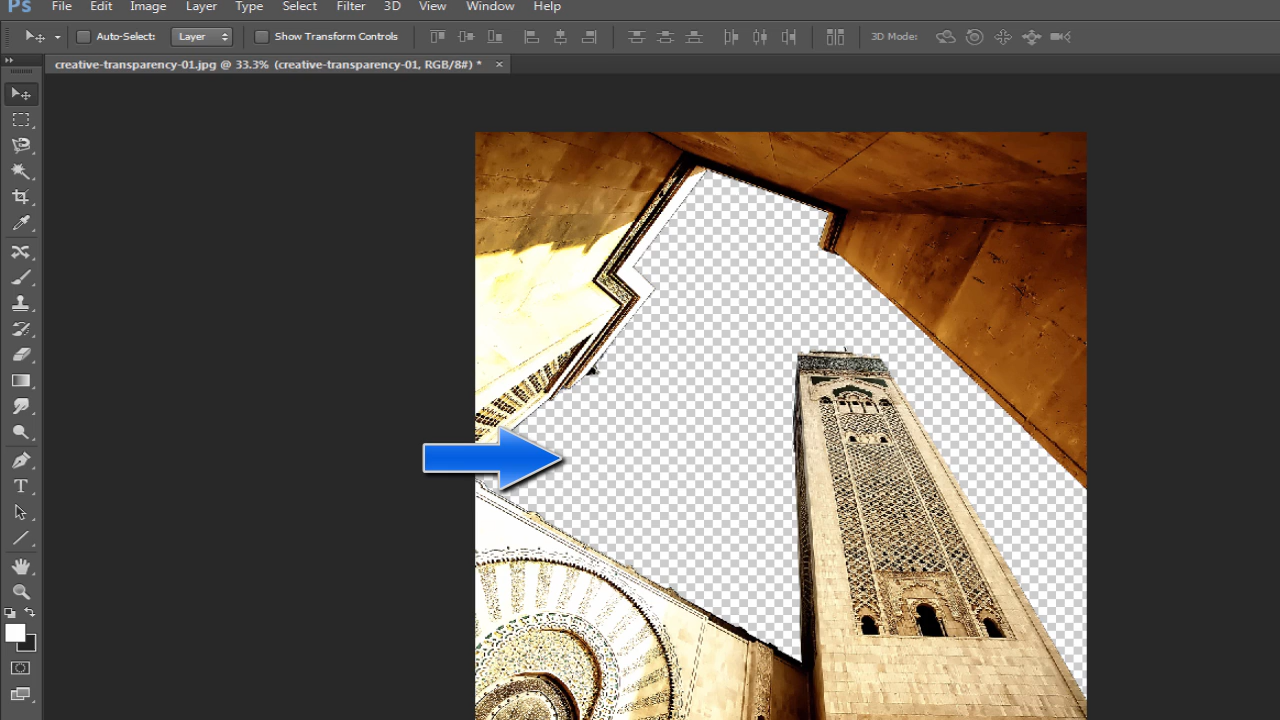 Ps File Edit Image Layer Type Select Filter 3D View Window Help
Auto-Select: Layer Show Transform Controls 3D Mode:
creative-transparency-01.jpg @ 33.3% (creative-transparency-01, RGB/8#) * ×
T